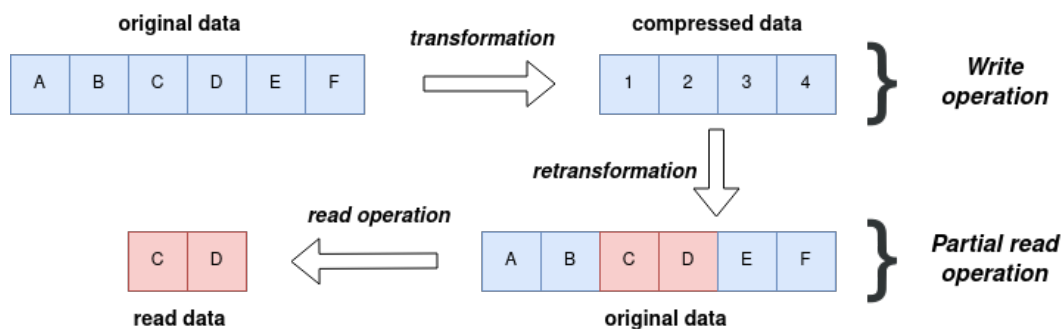 original data
transformation
compressed data
A B C D E F
1 2 3 4
Write
operation
retransformation
read operation
C D
A B C D E F
Partial read
operation
read data
original data